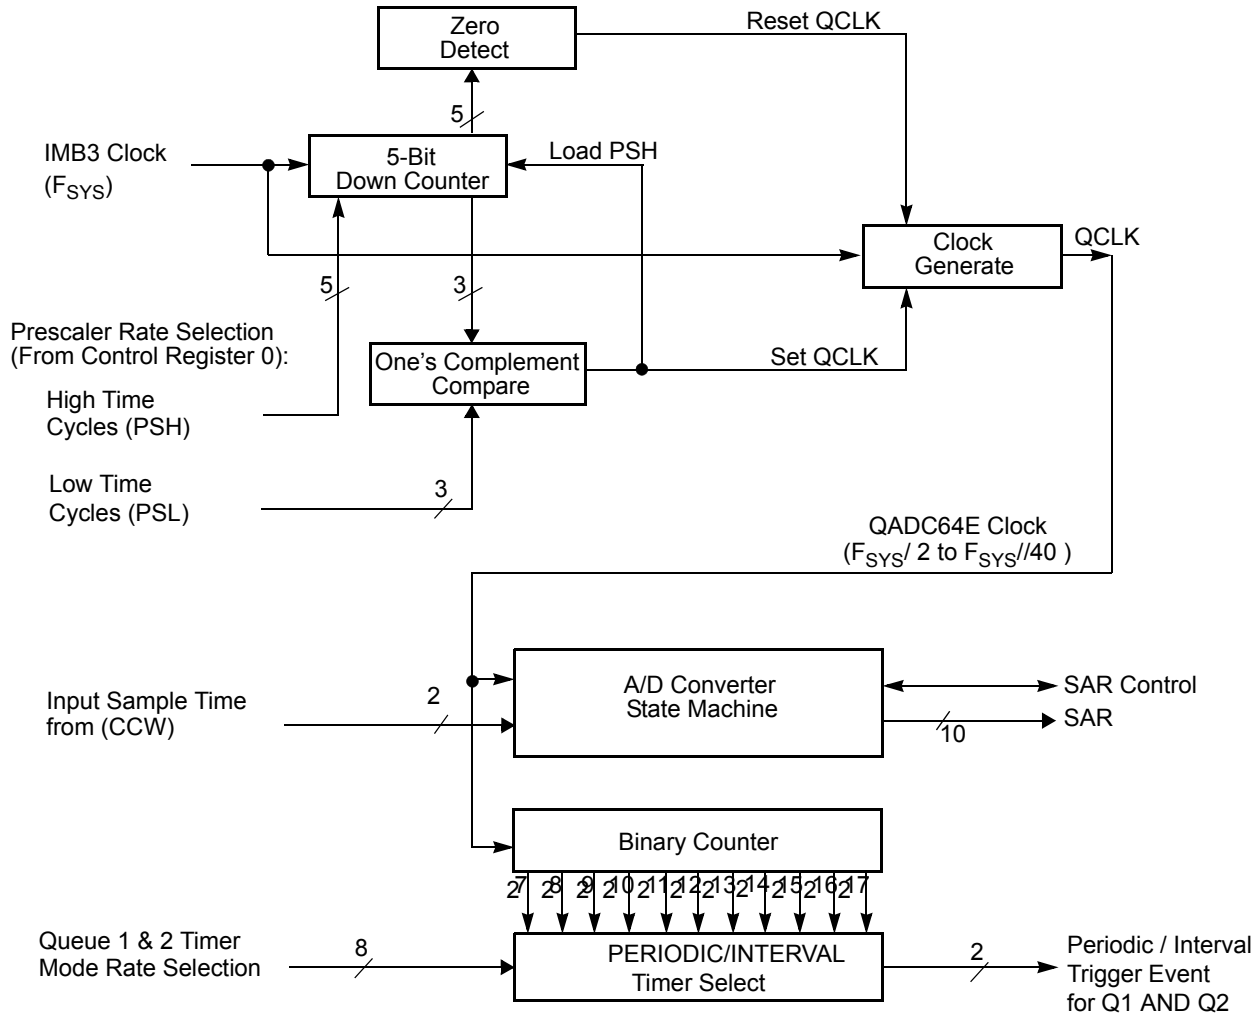 Zero
Detect
Reset QCLK
5
IMB3 Clock
(FSYS)
5-Bit
Down Counter
Load PSH
Clock
Generate
QCLK
5
3
Prescaler Rate Selection
(From Control Register 0):
One's Complement
Compare
Set QCLK
High Time
Cycles (PSH)
Low Time
Cycles (PSL)
3
QADC64E Clock
(FSYS/ 2 to FSYS//40 )
Input Sample Time
from (CCW)
2
A/D Converter
State Machine
SAR Control
SAR
10
Binary Counter
27 28 29 210 211 212 213 214 215 216 217
Queue 1 & 2 Timer
Mode Rate Selection
8
PERIODIC/INTERVAL
Timer Select
2
Periodic / Interval
Trigger Event
for Q1 AND Q2